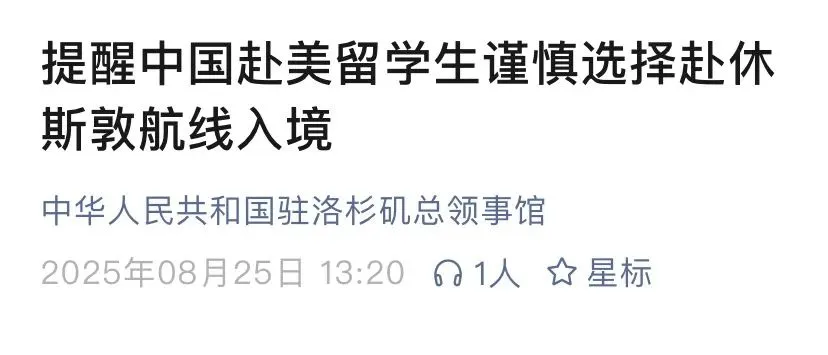 提醒中国赴美留学生谨慎选择赴休
斯敦航线入境
中华人民共和国驻洛杉矶总领事馆
2025年08月25日 13:20 1人 星标